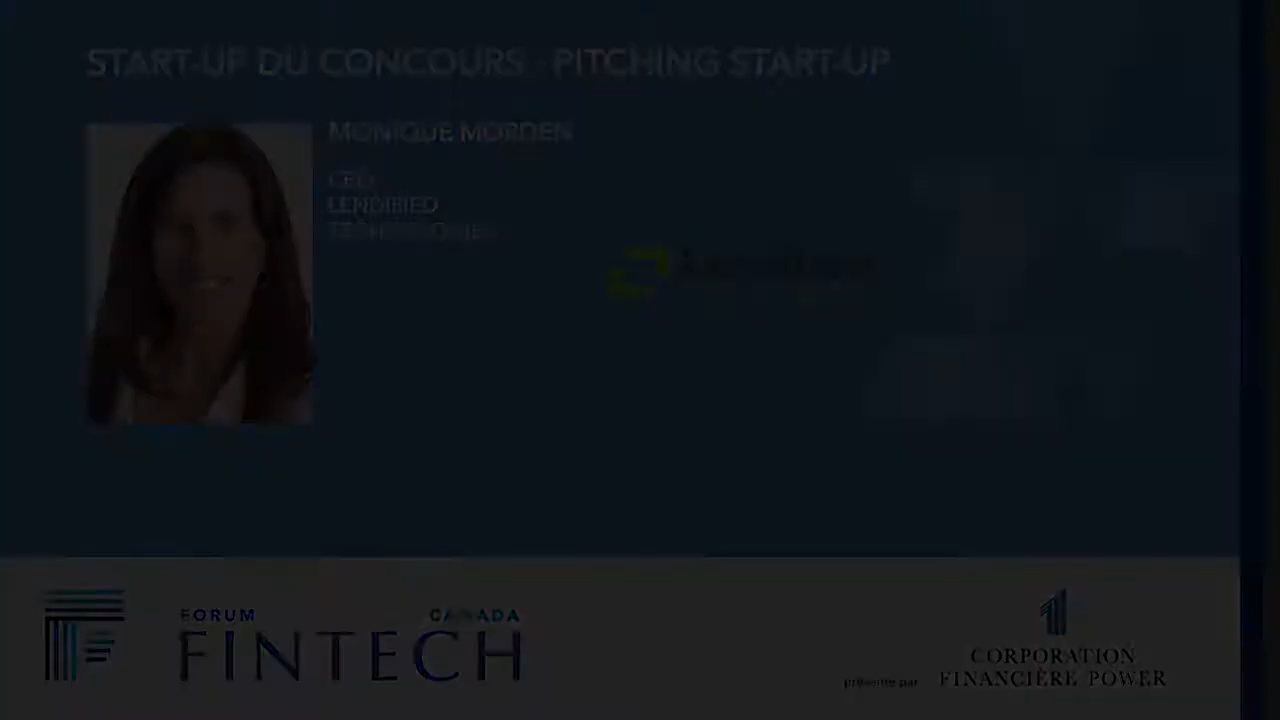 START-UP DU CONCOURS - PITCHING START-UP
MONIQUE MORDEN
CEO
LENDIFIED
FORUM CANADA
FINTECH
présenté par
CORPORATION
FINANCIÈRE POWER